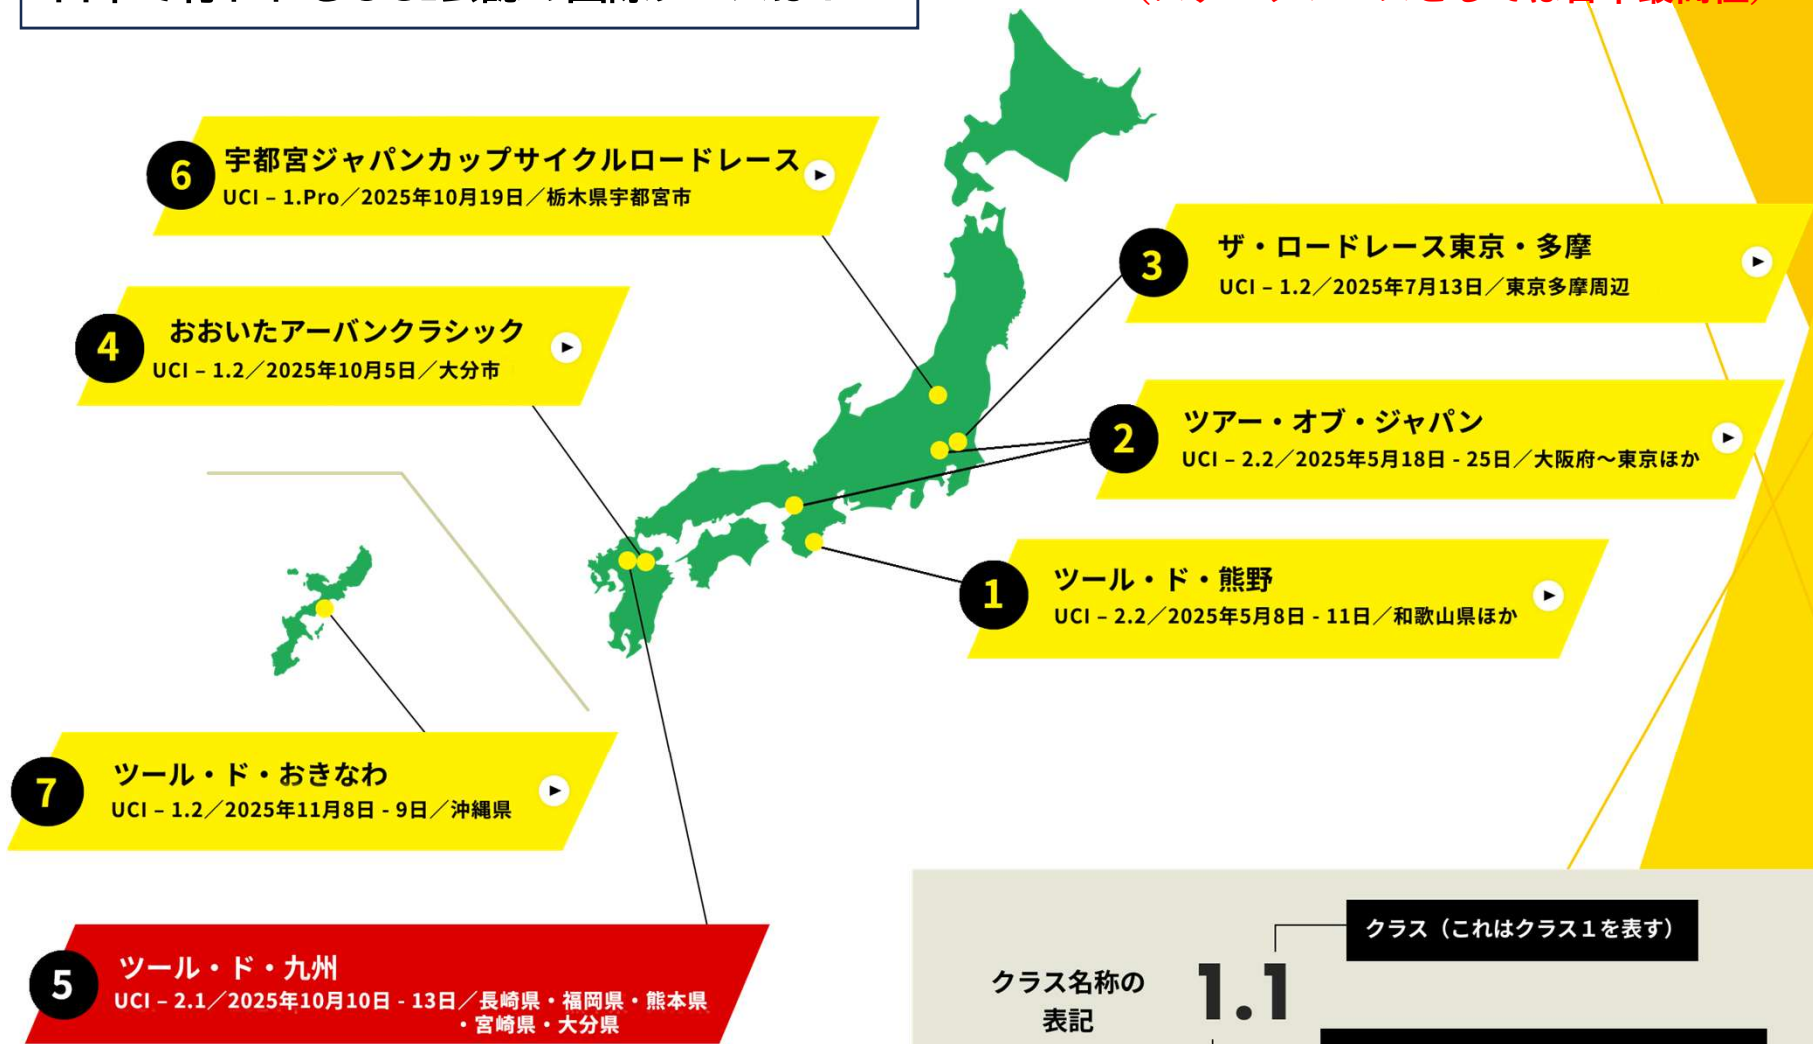 6
宇都宮ジャパンカップサイクルロードレース
UCI – 1.Pro／2025年10月19日／栃木県宇都宮市
3
ザ・ロードレース東京・多摩
UCI – 1.2／2025年7月13日／東京多摩周辺
4
おおいたアーバンクラシック
UCI – 1.2／2025年10月5日／大分市
2
ツアー・オブ・ジャパン
UCI – 2.2／2025年5月18日 - 25日／大阪府～東京ほか
1
ツール・ド・熊野
UCI – 2.2／2025年5月8日 - 11日／和歌山県ほか
7
ツール・ド・おきなわ
UCI – 1.2／2025年11月8日 - 9日／沖縄県
5
ツール・ド・九州
UCI – 2.1／2025年10月10日 - 13日／長崎県・福岡県・熊本県
・宮崎県・大分県
クラス（これはクラス１を表す）
クラス名称の
表記
1.1